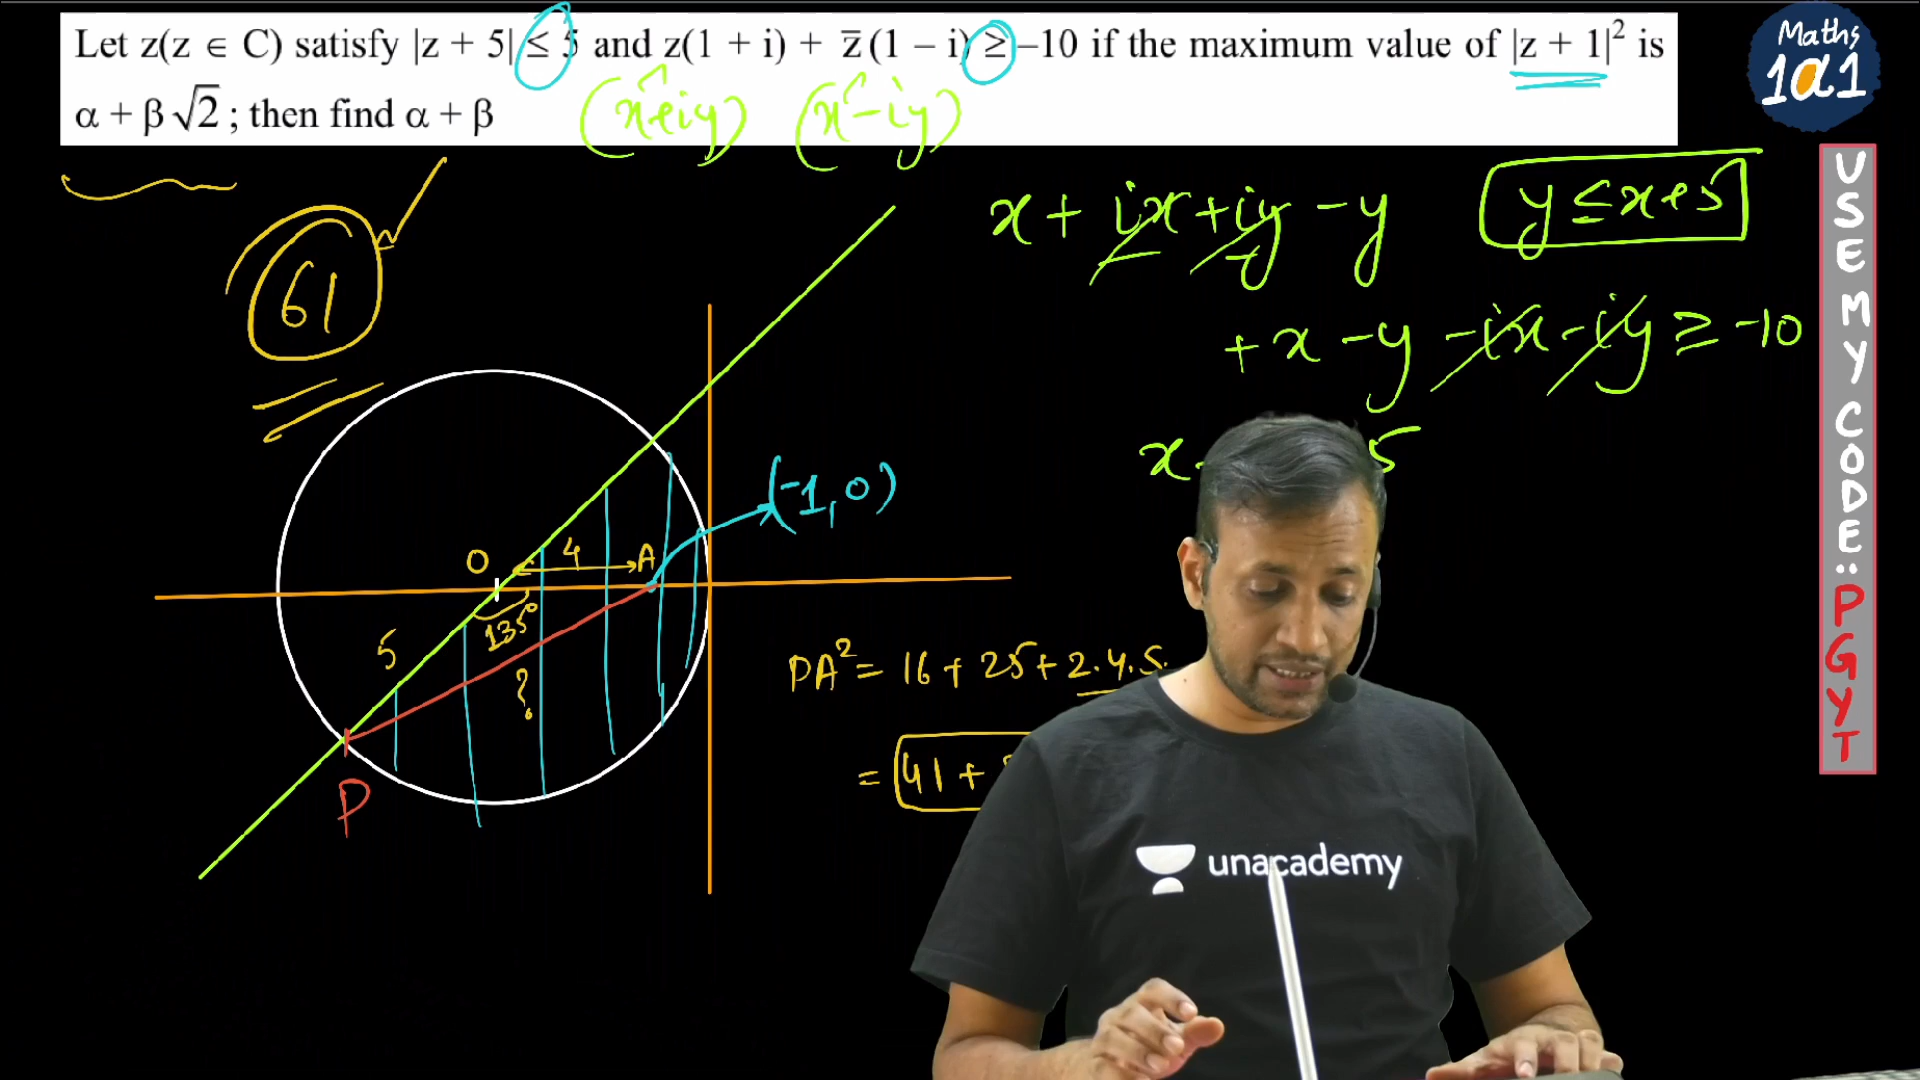 Let z(z ∈ C) satisfy |z + 5| ≤ 5 and z(1 + i) + z̅ (1 – i) ≥ –10 if the maximum value of |z + 1|² is
α + β √2 ; then find α + β
(x+iy) (x-iy)
Maths
1a1
61
x + ix + iy - y
y ≤ x+5
+ x - y - ix - iy ≥ -10
x 5
(-1, 0)
O 4 A
135°
5
?
P
PA² = 16 + 25 + 2.4.5.
= 41 +
unacademy
USE MY CODE:: PGYT